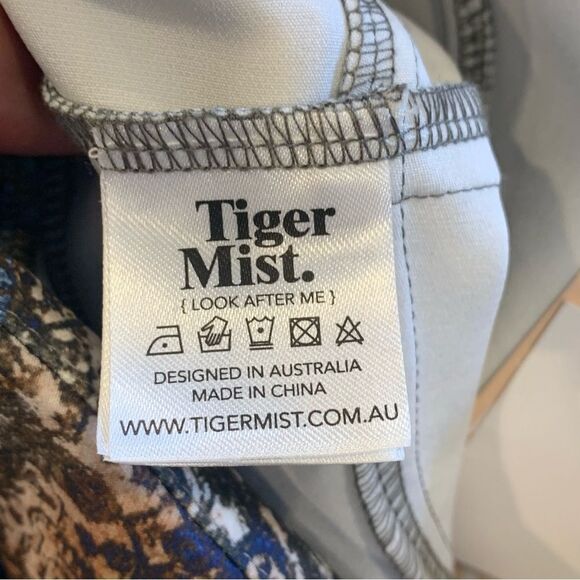 Tiger
Mist.
{ LOOK AFTER ME }
DESIGNED IN AUSTRALIA
MADE IN CHINA
WWW.TIGERMIST.COM.AU